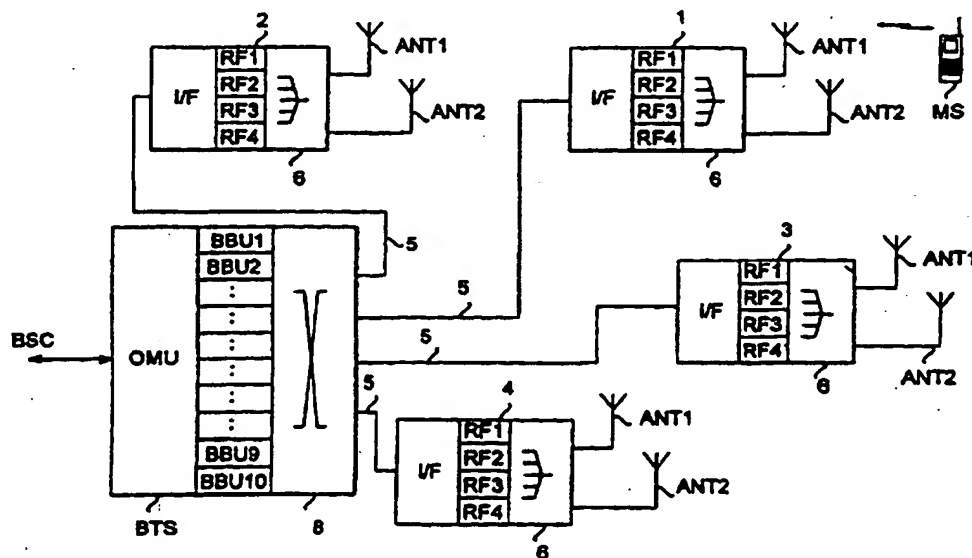 2
RF1
I/F
RF2
RF3
RF4
6
ANT1
ANT2
1
RF1
I/F
RF2
RF3
RF4
6
ANT1
ANT2
MS
5
BBU1
BBU2
BSC
OMU
BBU9
BBU10
BTS
8
5
5
5
3
RF1
I/F
RF2
RF3
RF4
6
ANT1
ANT2
4
RF1
I/F
RF2
RF3
RF4
6
ANT1
ANT2